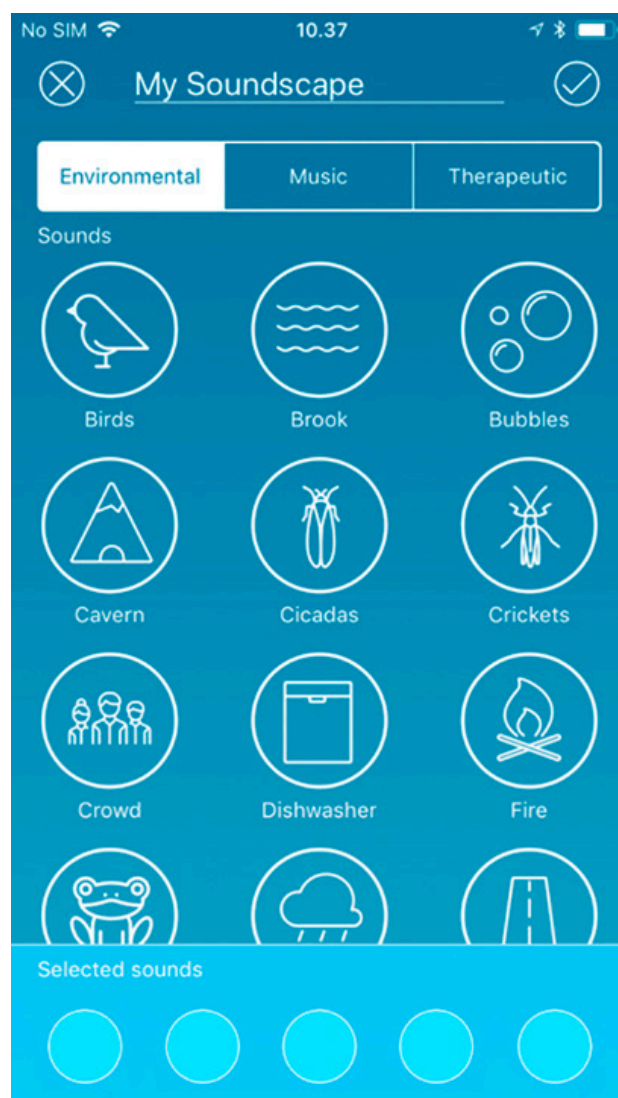 No SIM 10.37
My Soundscape
Environmental Music Therapeutic
Sounds
Birds Brook Bubbles
Cavern Cicadas Crickets
Crowd Dishwasher Fire
Selected sounds